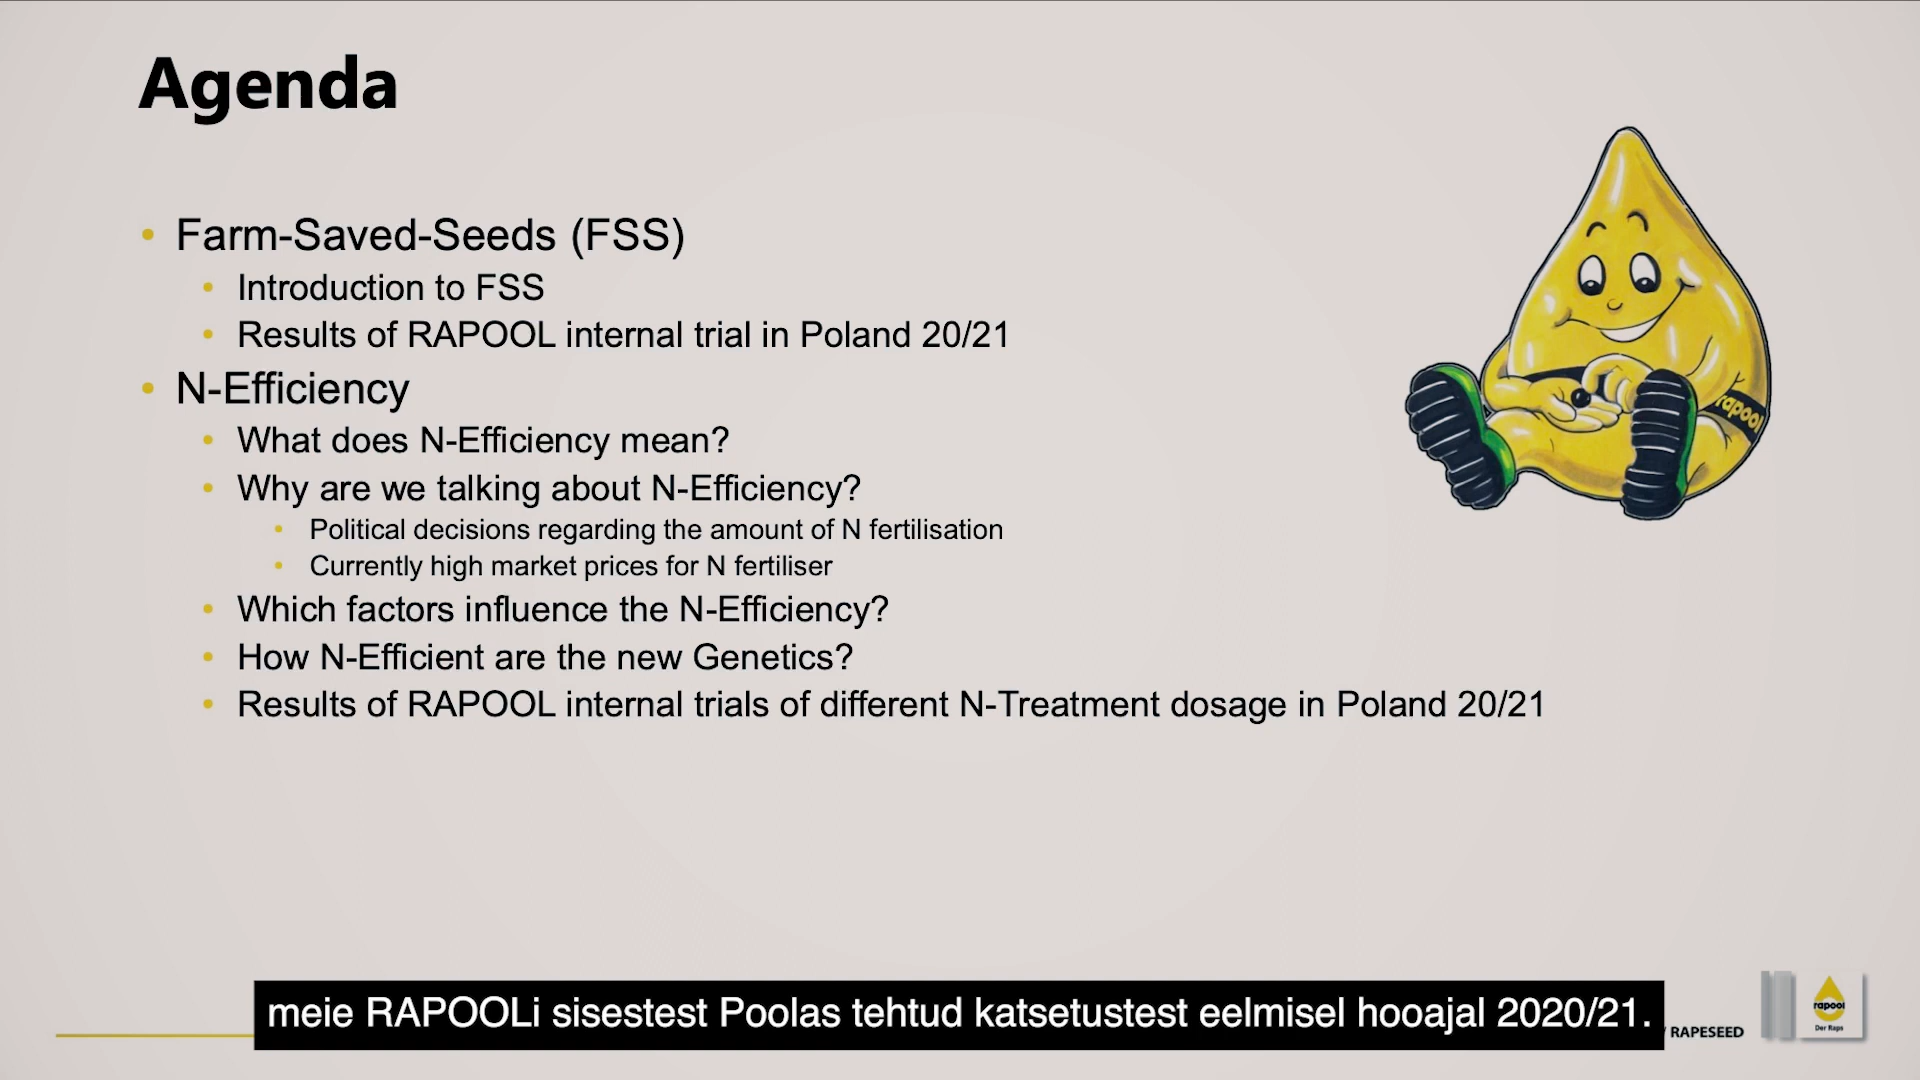 Agenda
• Farm-Saved-Seeds (FSS)
• Introduction to FSS
• Results of RAPOOL internal trial in Poland 20/21
• N-Efficiency
• What does N-Efficiency mean?
• Why are we talking about N-Efficiency?
• Political decisions regarding the amount of N fertilisation
• Currently high market prices for N fertiliser
• Which factors influence the N-Efficiency?
• How N-Efficient are the new Genetics?
• Results of RAPOOL internal trials of different N-Treatment dosage in Poland 20/21
rapool
meie RAPOOLi sisestest Poolas tehtud katsetustest eelmisel hooajal 2020/21.
RAPESEED
rapool
Der Raps